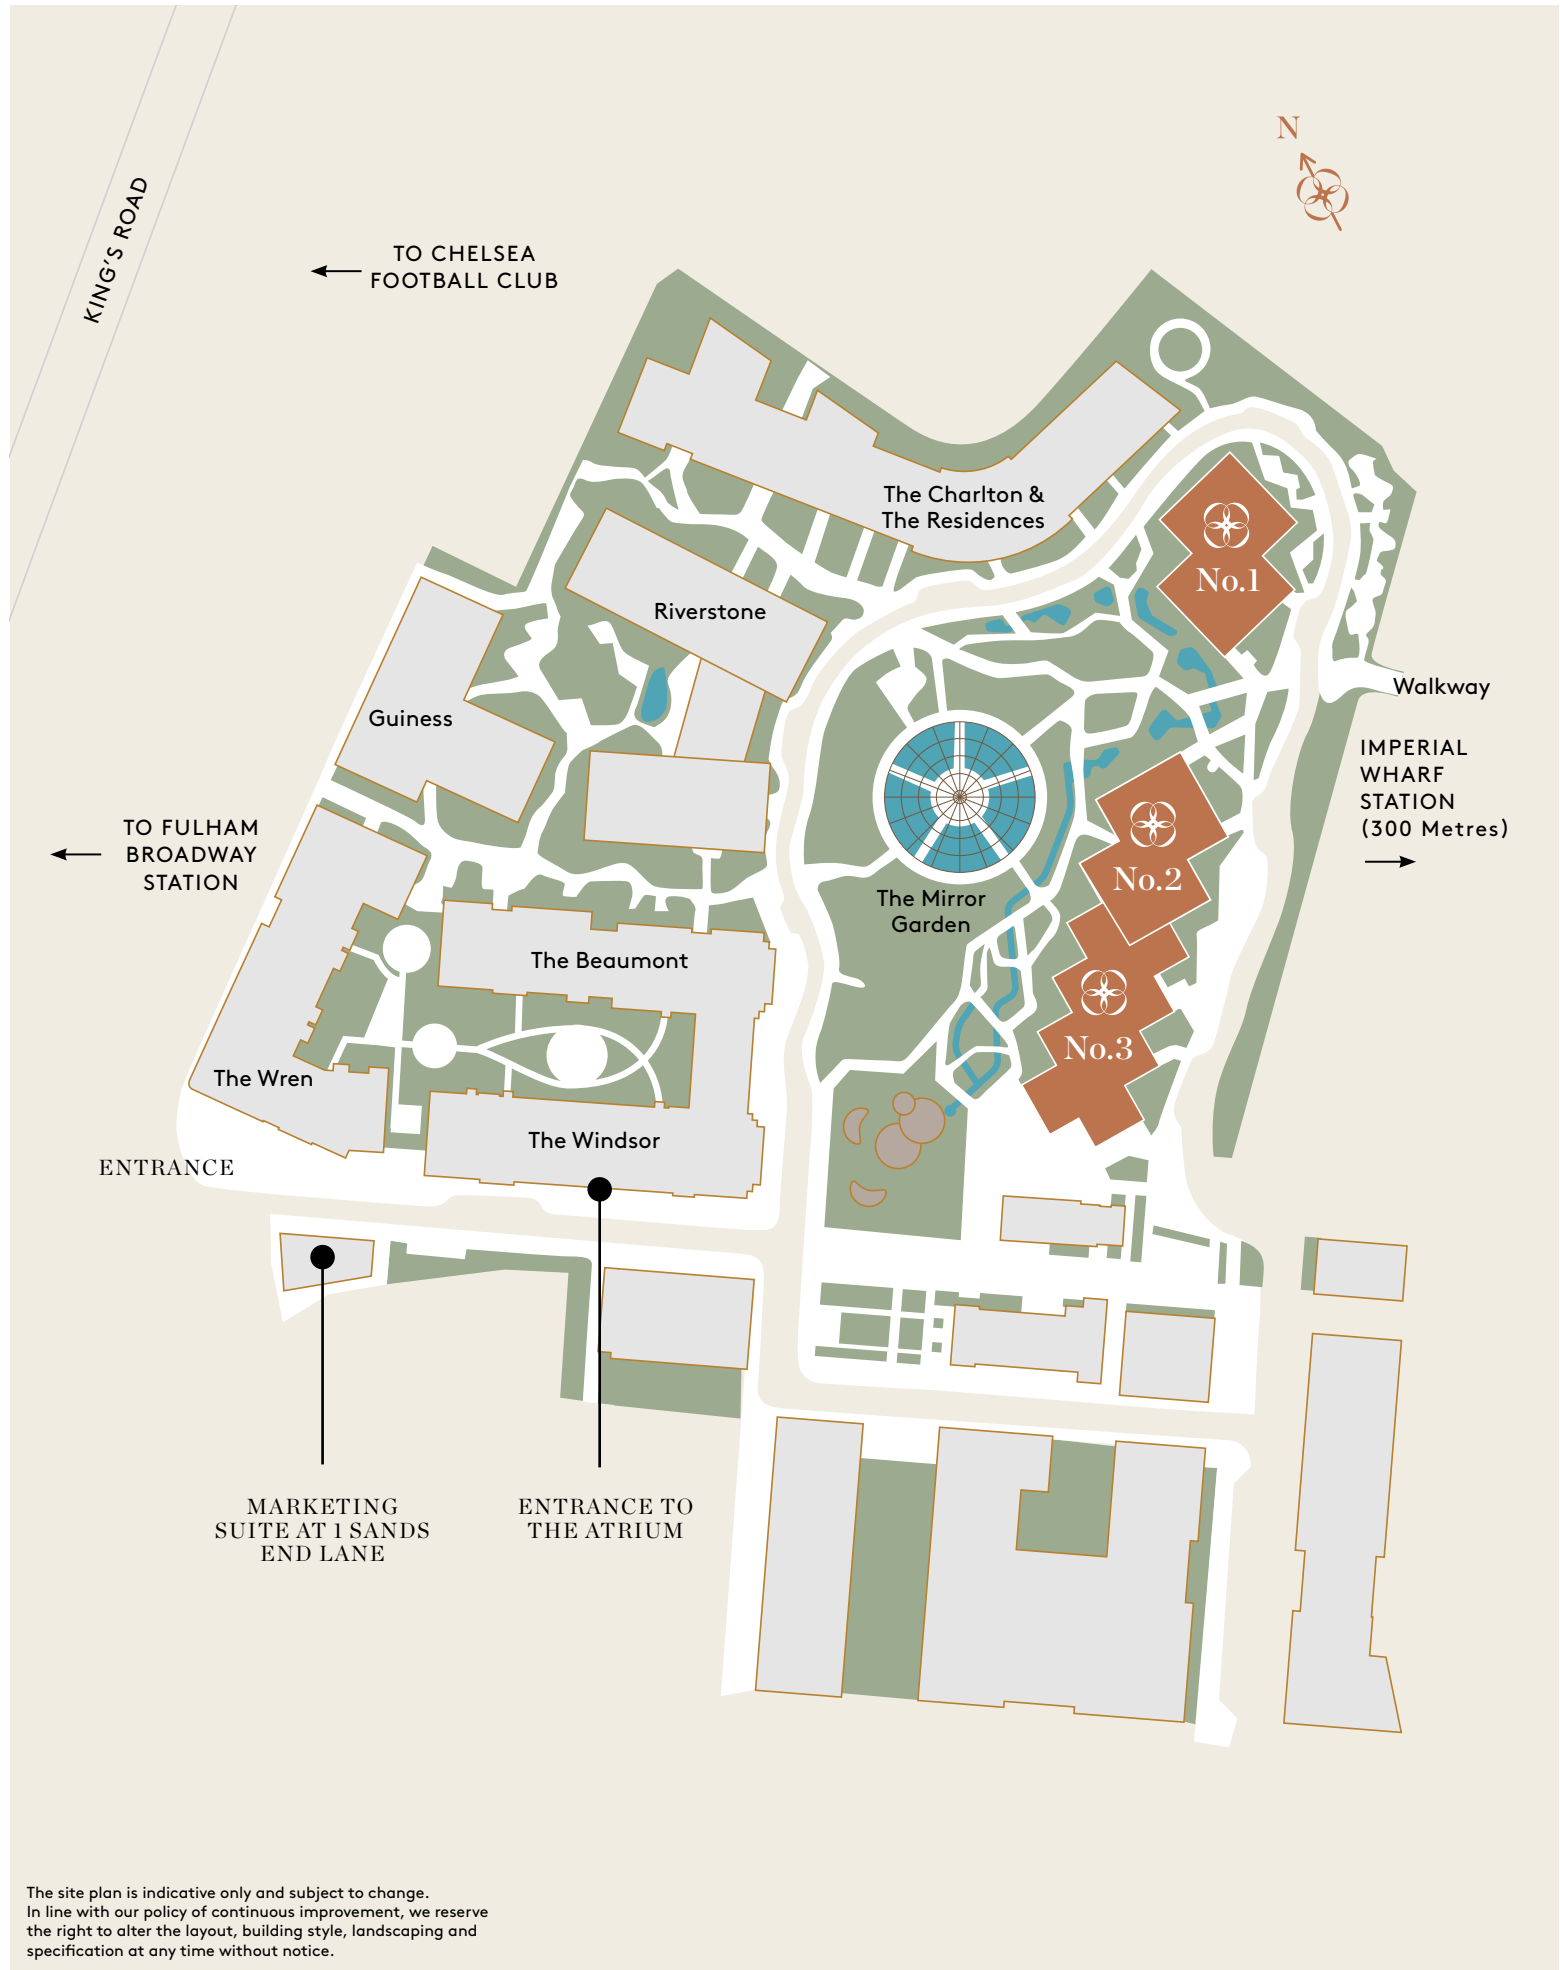 N
KING'S ROAD
TO CHELSEA
FOOTBALL CLUB
The Charlton &
The Residences
No.1
Riverstone
Walkway
Guiness
IMPERIAL
WHARF
STATION
(300 Metres)
TO FULHAM
BROADWAY
STATION
No.2
The Mirror
Garden
The Beaumont
No.3
The Wren
The Windsor
ENTRANCE
MARKETING
SUITE AT 1 SANDS
END LANE
ENTRANCE TO
THE ATRIUM
The site plan is indicative only and subject to change.
In line with our policy of continuous improvement, we reserve
the right to alter the layout, building style, landscaping and
specification at any time without notice.